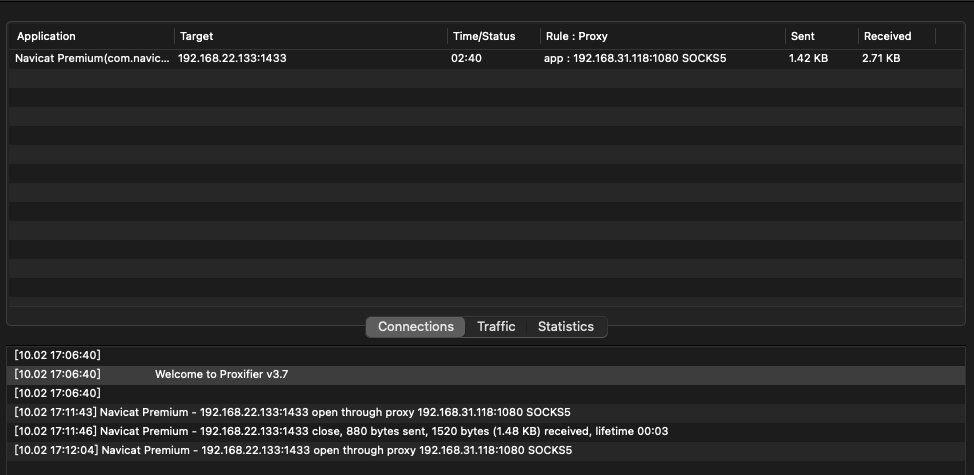 Application Target Time/Status Rule : Proxy Sent Received
Navicat Premium(com.navic... 192.168.22.133:1433 02:40 app : 192.168.31.118:1080 SOCKS5 1.42 KB 2.71 KB
Connections Traffic Statistics
[10.02 17:06:40]
[10.02 17:06:40] Welcome to Proxifier v3.7
[10.02 17:06:40]
[10.02 17:11:43] Navicat Premium - 192.168.22.133:1433 open through proxy 192.168.31.118:1080 SOCKS5
[10.02 17:11:46] Navicat Premium - 192.168.22.133:1433 close, 880 bytes sent, 1520 bytes (1.48 KB) received, lifetime 00:03
[10.02 17:12:04] Navicat Premium - 192.168.22.133:1433 open through proxy 192.168.31.118:1080 SOCKS5